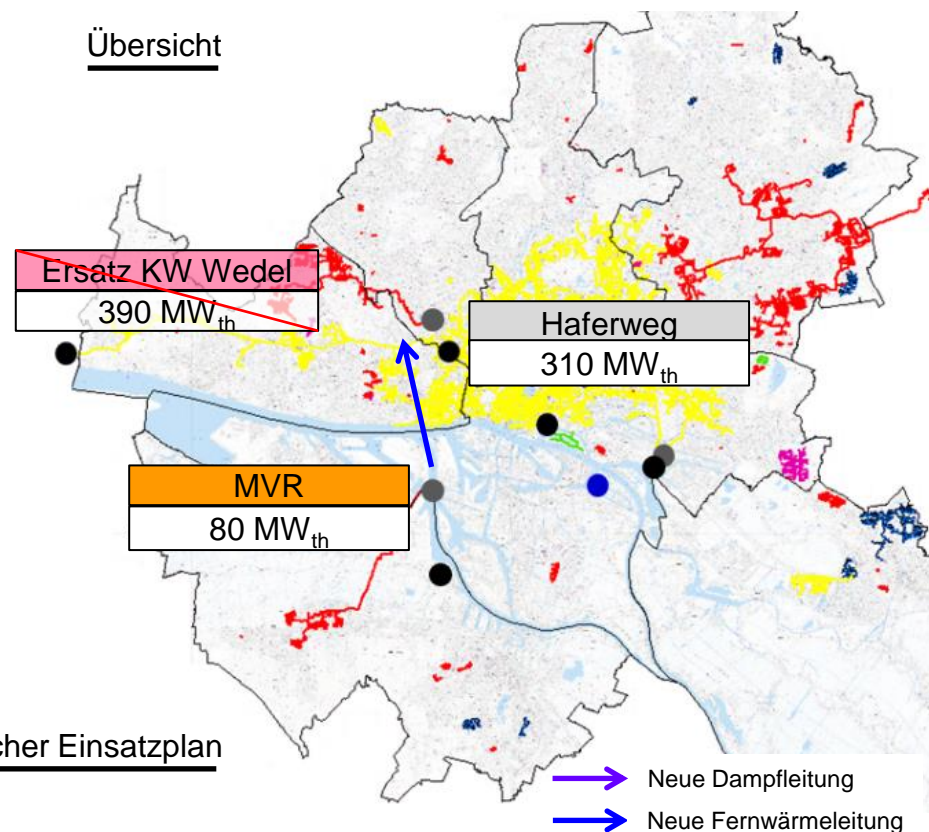 Übersicht
Ersatz KW Wedel
390 MWth
Haferweg
310 MWth
MVR
80 MWth
cher Einsatzplan
Neue Dampfleitung
Neue Fernwärmeleitung